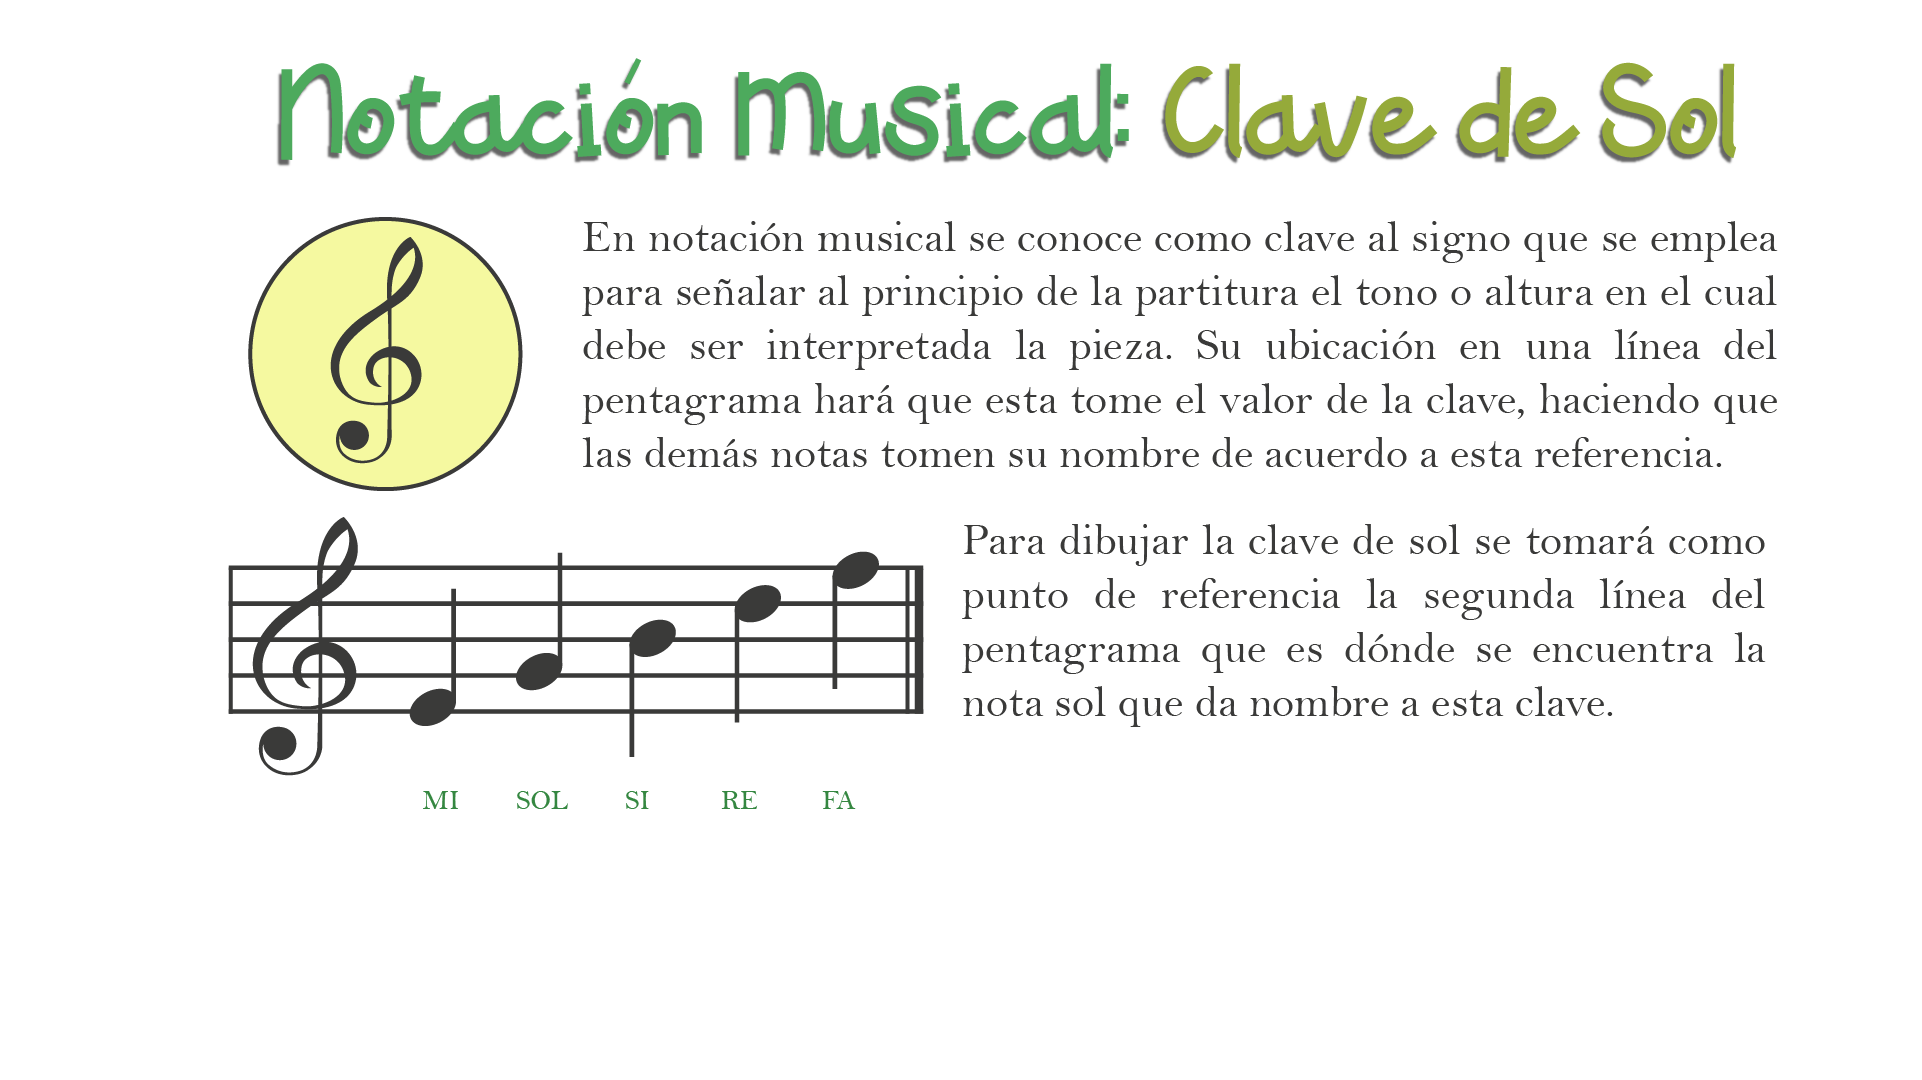 Notación Musical: Clave de Sol
En notación musical se conoce como clave al signo que se emplea
para señalar al principio de la partitura el tono o altura en el cual
debe ser interpretada la pieza. Su ubicación en una línea del
pentagrama hará que esta tome el valor de la clave, haciendo que
las demás notas tomen su nombre de acuerdo a esta referencia.
Para dibujar la clave de sol se tomará como
punto de referencia la segunda línea del
pentagrama que es dónde se encuentra la
nota sol que da nombre a esta clave.
MI SOL SI RE FA